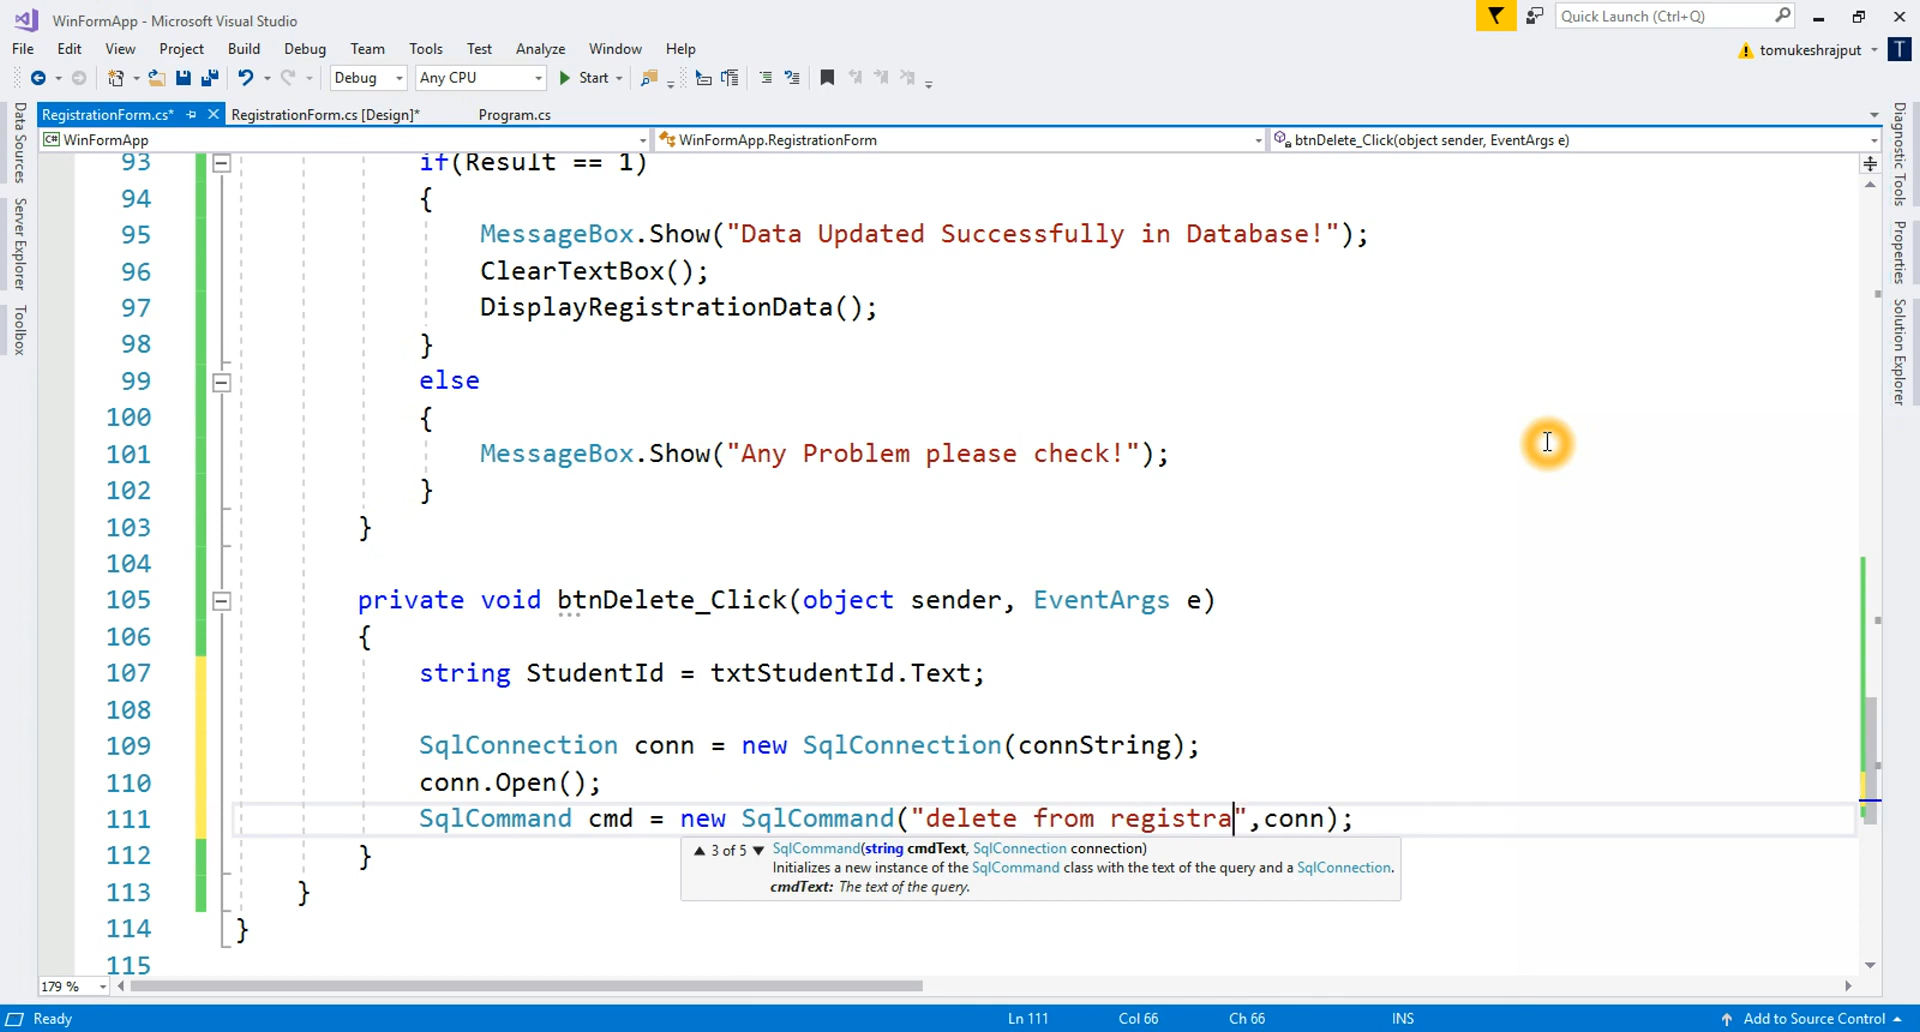 WinFormApp - Microsoft Visual Studio
Quick Launch (Ctrl+Q)
File Edit View Project Build Debug Team Tools Test Analyze Window Help
tomukeshrajput T
Debug Any CPU Start
RegistrationForm.cs* RegistrationForm.cs [Design]* Program.cs
C# WinFormApp WinFormApp.RegistrationForm btnDelete_Click(object sender, EventArgs e)
Data Sources
Server Explorer
Toolbox
Diagnostic Tools
Properties
Solution Explorer
93 if(Result == 1)
94 {
95 MessageBox.Show("Data Updated Successfully in Database!");
96 ClearTextBox();
97 DisplayRegistrationData();
98 }
99 else
100 {
101 MessageBox.Show("Any Problem please check!");
102 }
103 }
104
105 private void btnDelete_Click(object sender, EventArgs e)
106 {
107 string StudentId = txtStudentId.Text;
108
109 SqlConnection conn = new SqlConnection(connString);
110 conn.Open();
111 SqlCommand cmd = new SqlCommand("delete from registra",conn);
112 }
▲ 3 of 5 ▼ SqlCommand(string cmdText, SqlConnection connection)
Initializes a new instance of the SqlCommand class with the text of the query and a SqlConnection.
cmdText: The text of the query.
113 }
114 }
115
179 %
Ready Ln 111 Col 66 Ch 66 INS Add to Source Control